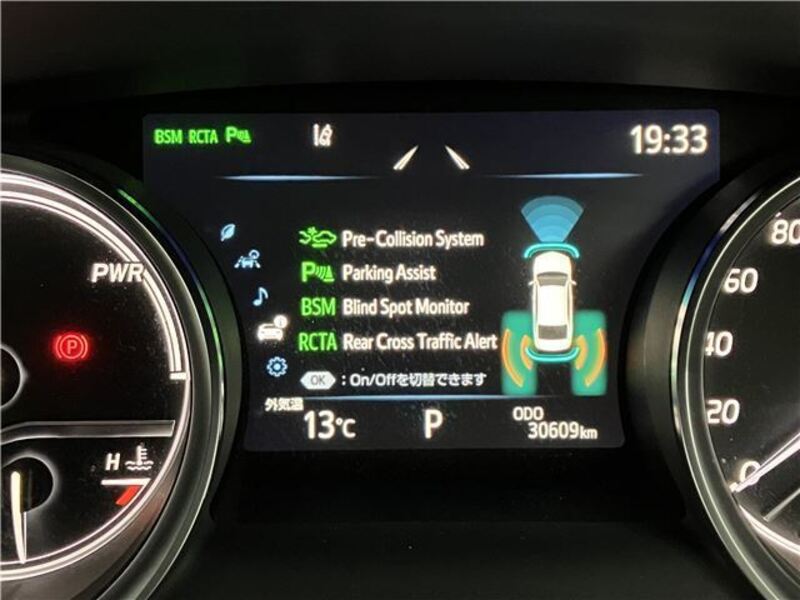 BSM RCTA P
19:33
Pre-Collision System
P Parking Assist
BSM Blind Spot Monitor
RCTA Rear Cross Traffic Alert
OK : On/Offを切替できます
外気温
13℃
P
ODO
30609km
PWR
P
H
80
60
40
20
0